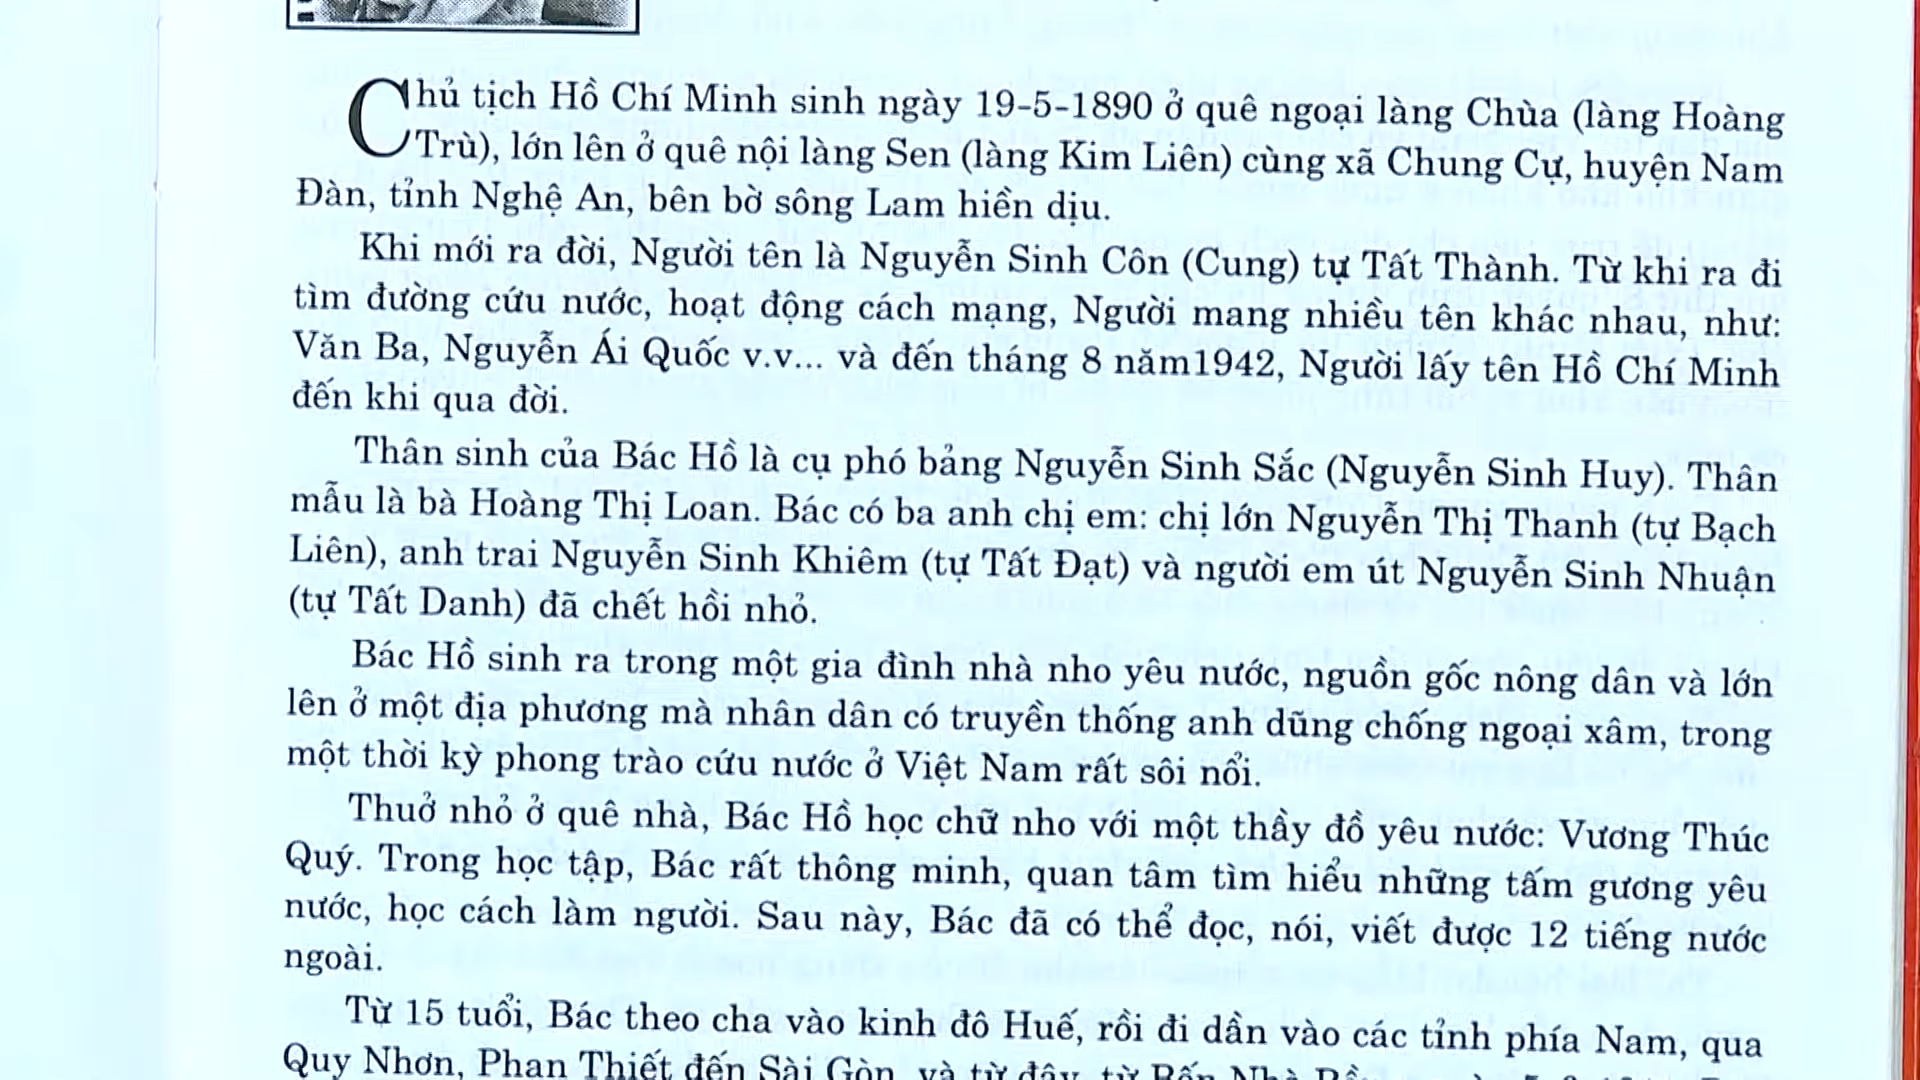 Chủ tịch Hồ Chí Minh sinh ngày 19-5-1890 ở quê ngoại làng Chùa (làng Hoàng
Trù), lớn lên ở quê nội làng Sen (làng Kim Liên) cùng xã Chung Cự, huyện Nam
Đàn, tỉnh Nghệ An, bên bờ sông Lam hiền dịu.
Khi mới ra đời, Người tên là Nguyễn Sinh Côn (Cung) tự Tất Thành. Từ khi ra đi
tìm đường cứu nước, hoạt động cách mạng, Người mang nhiều tên khác nhau, như:
Văn Ba, Nguyễn Ái Quốc v.v... và đến tháng 8 năm1942, Người lấy tên Hồ Chí Minh
đến khi qua đời.
Thân sinh của Bác Hồ là cụ phó bảng Nguyễn Sinh Sắc (Nguyễn Sinh Huy). Thân
mẫu là bà Hoàng Thị Loan. Bác có ba anh chị em: chị lớn Nguyễn Thị Thanh (tự Bạch
Liên), anh trai Nguyễn Sinh Khiêm (tự Tất Đạt) và người em út Nguyễn Sinh Nhuận
(tự Tất Danh) đã chết hồi nhỏ.
Bác Hồ sinh ra trong một gia đình nhà nho yêu nước, nguồn gốc nông dân và lớn
lên ở một địa phương mà nhân dân có truyền thống anh dũng chống ngoại xâm, trong
một thời kỳ phong trào cứu nước ở Việt Nam rất sôi nổi.
Thuở nhỏ ở quê nhà, Bác Hồ học chữ nho với một thầy đồ yêu nước: Vương Thúc
Quý. Trong học tập, Bác rất thông minh, quan tâm tìm hiểu những tấm gương yêu
nước, học cách làm người. Sau này, Bác đã có thể đọc, nói, viết được 12 tiếng nước
ngoài.
Từ 15 tuổi, Bác theo cha vào kinh đô Huế, rồi đi dần vào các tỉnh phía Nam, qua
Quy Nhơn, Phan Thiết đến Sài Gòn, và từ đây, từ Bến Nhà